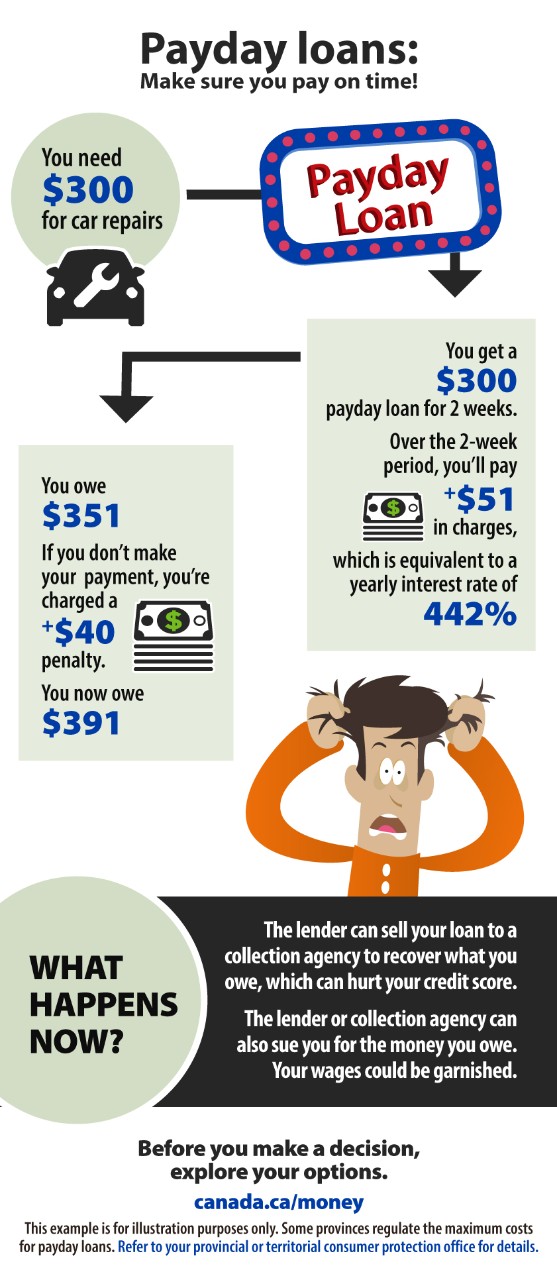 Payday loans:
Make sure you pay on time!
You need
$300
for car repairs
Payday
Loan
You get a
$300
payday loan for 2 weeks.
Over the 2-week
period, you'll pay
+$51
$
in charges,
which is equivalent to a
yearly interest rate of
442%
You owe
$351
If you don't make
your payment, you're
charged a
+$40
$
penalty.
You now owe
$391
WHAT
HAPPENS
NOW?
The lender can sell your loan to a
collection agency to recover what you
owe, which can hurt your credit score.
The lender or collection agency can
also sue you for the money you owe.
Your wages could be garnished.
Before you make a decision,
explore your options.
canada.ca/money
This example is for illustration purposes only. Some provinces regulate the maximum costs
for payday loans. Refer to your provincial or territorial consumer protection office for details.